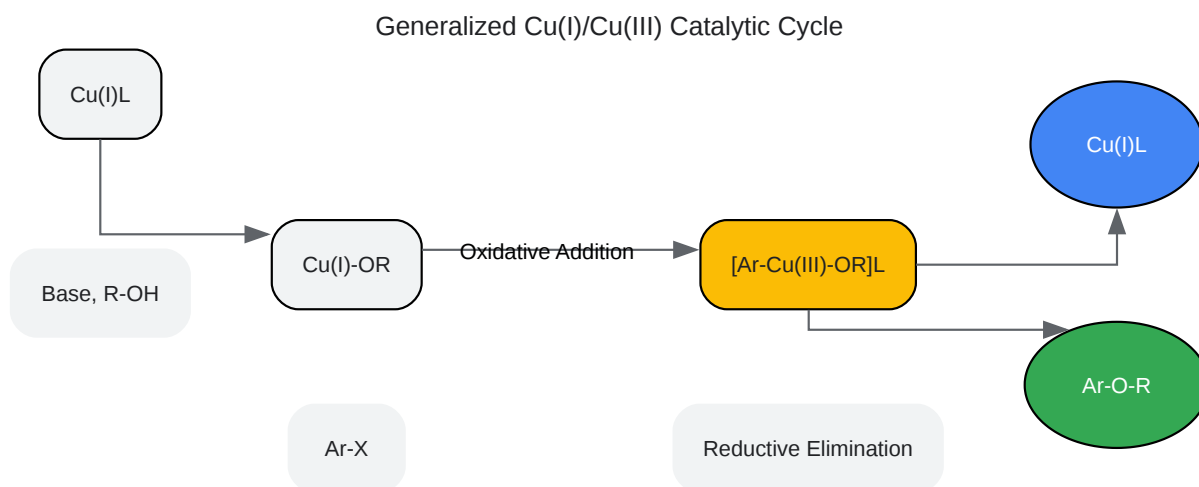 Generalized Cu(I)/Cu(III) Catalytic Cycle
Cu(I)L
Cu(I)L
Cu(I)-OR
Oxidative Addition
[Ar-Cu(III)-OR]L
Base, R-OH
Ar-O-R
Ar-X
Reductive Elimination